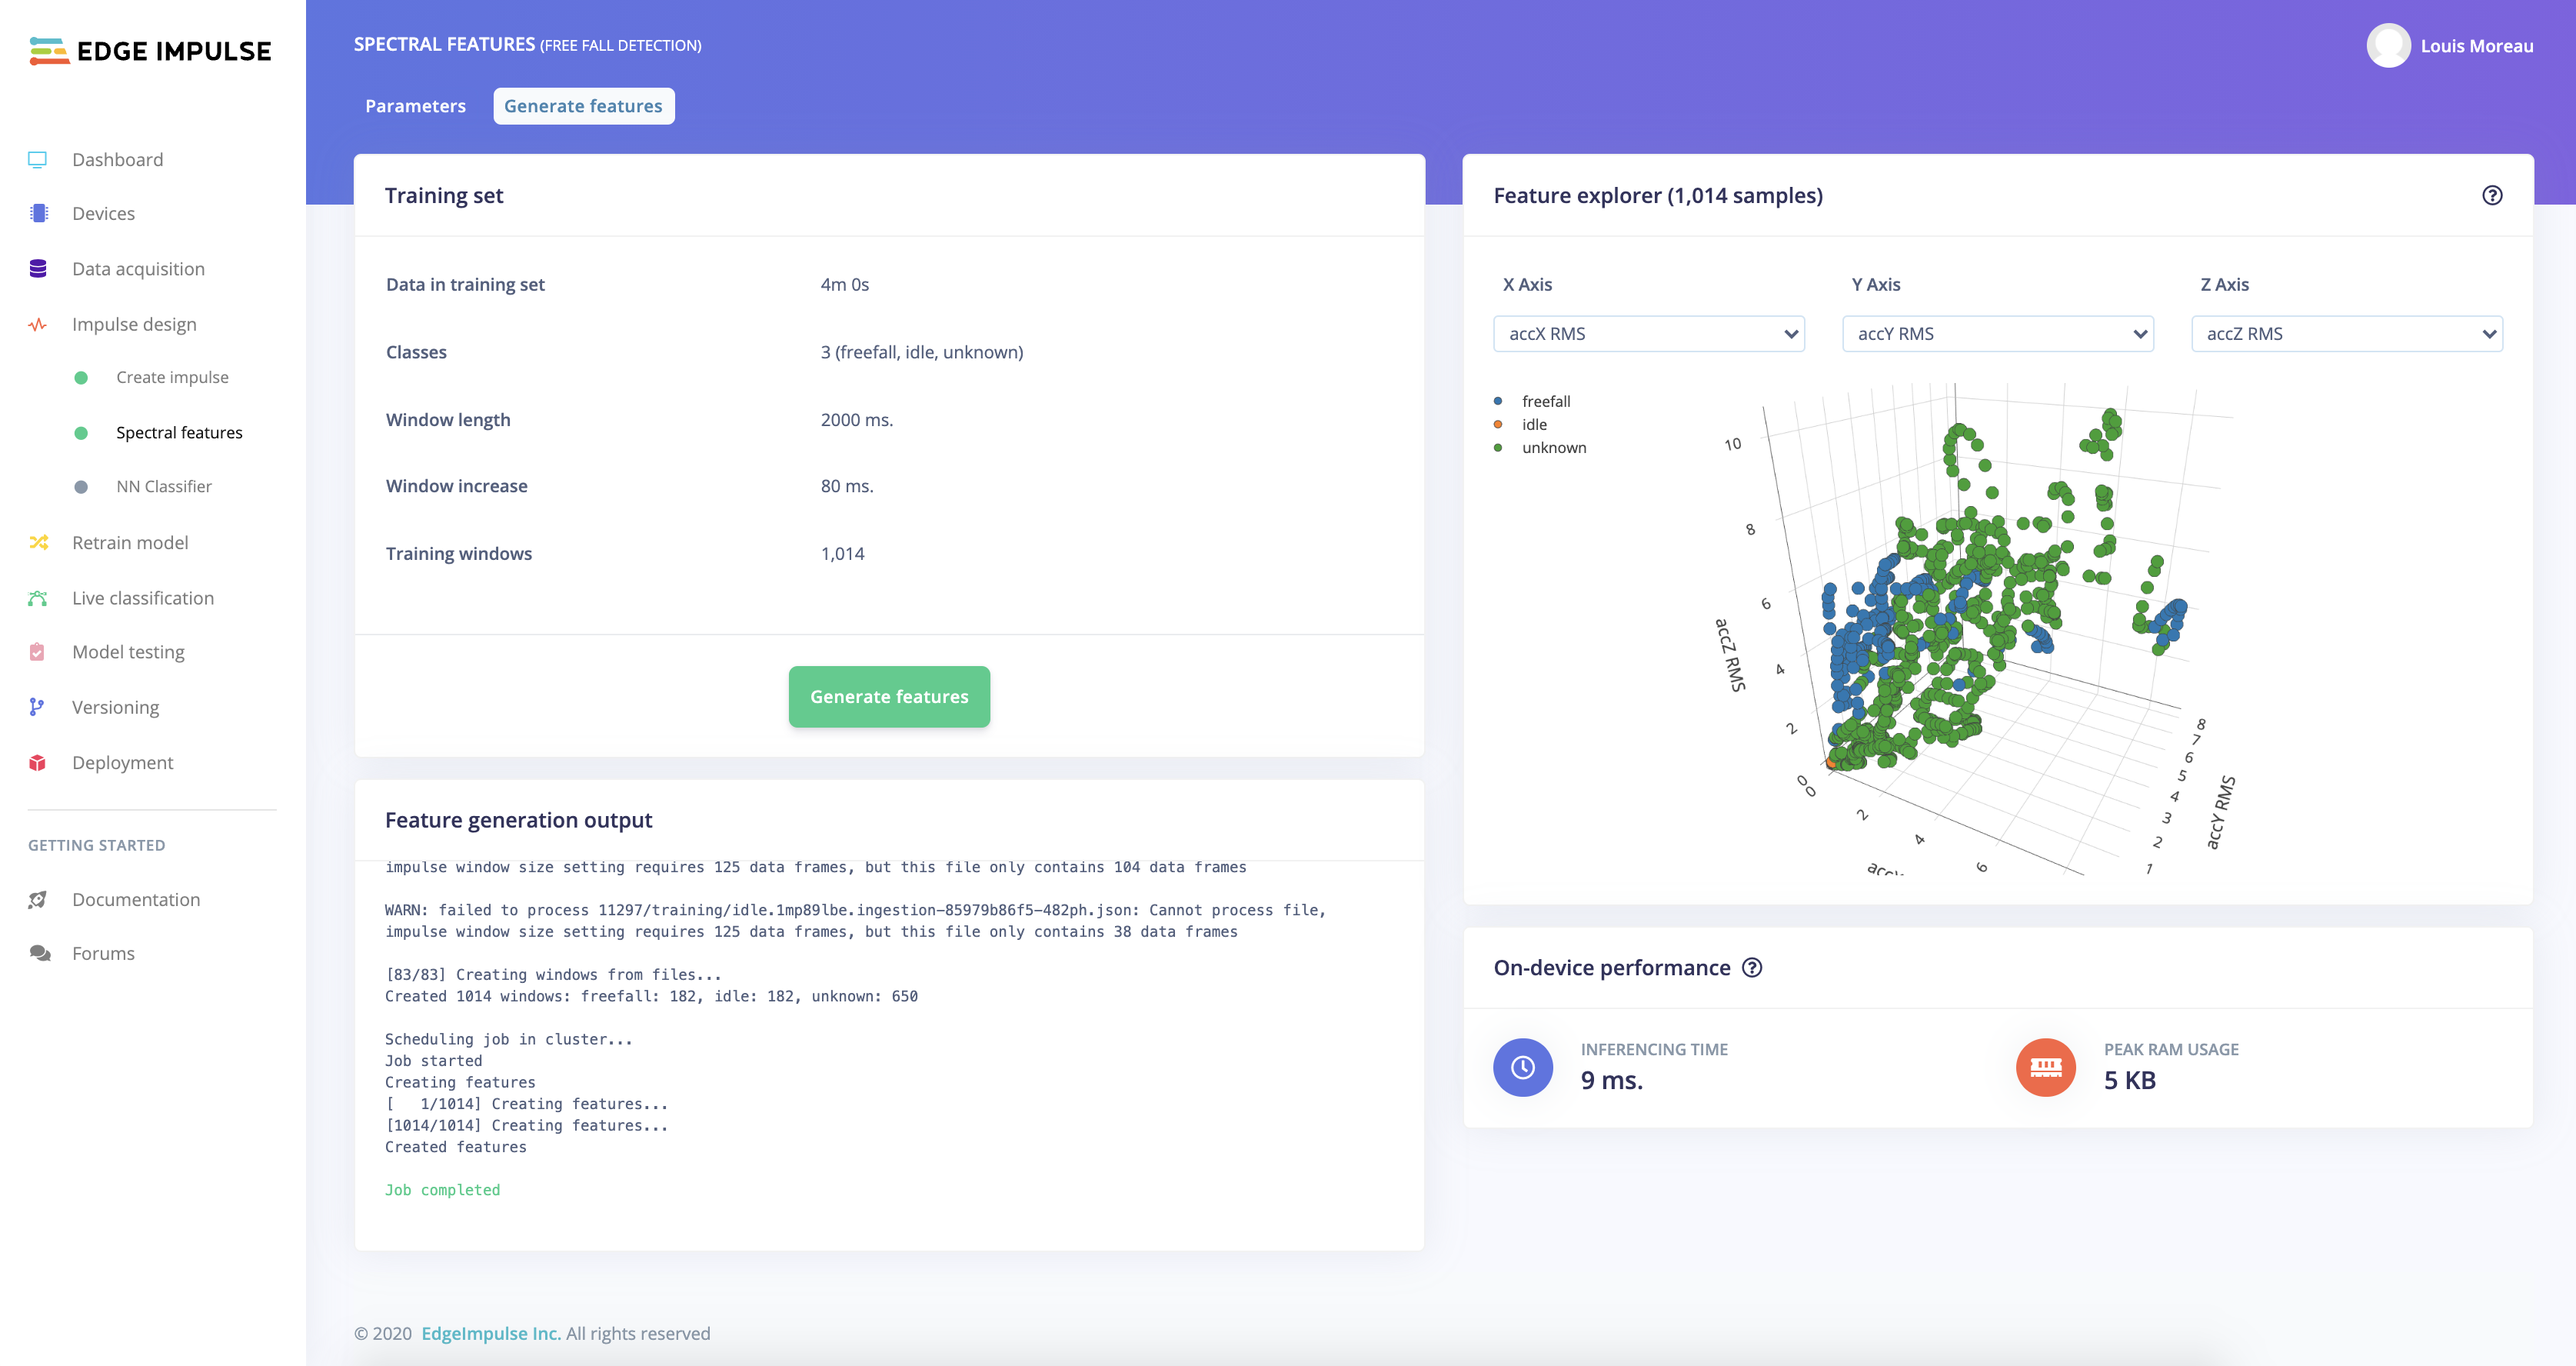 EDGE IMPULSE
Dashboard
Devices
Data acquisition
Impulse design
Create impulse
Spectral features
NN Classifier
Retrain model
Live classification
Model testing
Versioning
Deployment
GETTING STARTED
Documentation
Forums
SPECTRAL FEATURES (FREE FALL DETECTION)
Louis Moreau
Parameters
Generate features
Training set
Data in training set 4m 0s
Classes 3 (freefall, idle, unknown)
Window length 2000 ms.
Window increase 80 ms.
Training windows 1,014
Generate features
Feature generation output
impulse window size setting requires 125 data frames, but this file only contains 104 data frames
WARN: failed to process 11297/training/idle.1mp89lbe.ingestion-85979b86f5-482ph.json: Cannot process file,
impulse window size setting requires 125 data frames, but this file only contains 38 data frames
[83/83] Creating windows from files...
Created 1014 windows: freefall: 182, idle: 182, unknown: 650
Scheduling job in cluster...
Job started
Creating features
[   1/1014] Creating features...
[1014/1014] Creating features...
Created features
Job completed
Feature explorer (1,014 samples)
X Axis Y Axis Z Axis
accX RMS accY RMS accZ RMS
freefall
idle
unknown
10
8
6
4
2
0
accZ RMS
0
2
4
6
8
7
6
5
4
3
2
1
accY RMS
On-device performance
INFERENCING TIME
9 ms.
PEAK RAM USAGE
5 KB
© 2020 EdgeImpulse Inc. All rights reserved